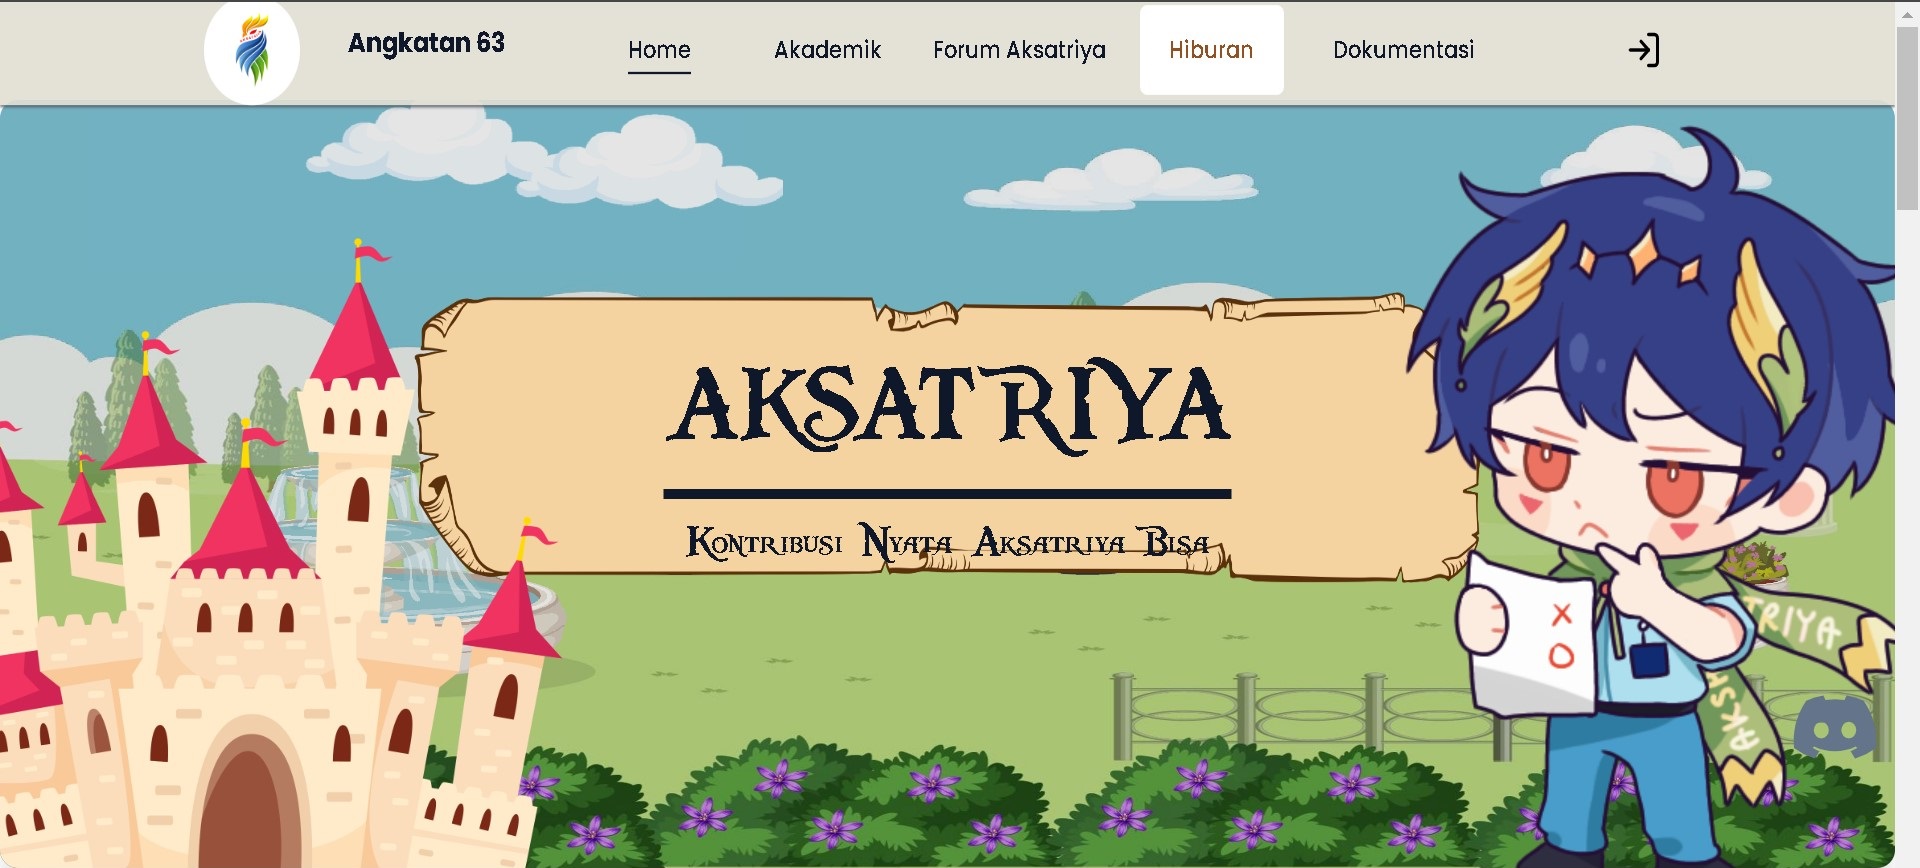 Angkatan 63
Home
Akademik
Forum Aksatriya
Hiburan
Dokumentasi
AKSATRIYA
Kontribusi Nyata Aksatriya Bisa
X
O
TRIYA
AKSA